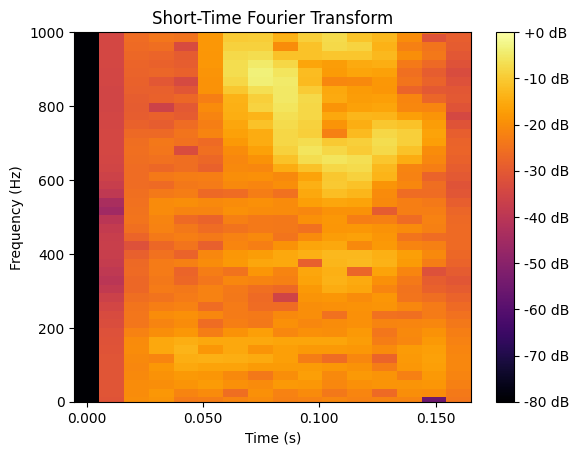 Short-Time Fourier Transform
Frequency (Hz)
1000
800
600
400
200
0
0.000
0.050
0.100
0.150
Time (s)
+0 dB
-10 dB
-20 dB
-30 dB
-40 dB
-50 dB
-60 dB
-70 dB
-80 dB